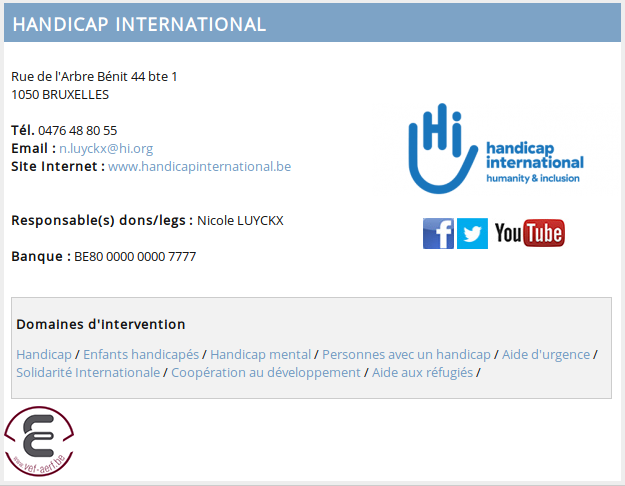 HANDICAP INTERNATIONAL
Rue de l'Arbre Bénit 44 bte 1
1050 BRUXELLES
Tél. 0476 48 80 55
Email : n.luyckx@hi.org
Site Internet : www.handicapinternational.be
Hi
handicap
international
humanity & inclusion
Responsable(s) dons/legs : Nicole LUYCKX
You Tube
Banque : BE80 0000 0000 7777
Domaines d'intervention
Handicap / Enfants handicapés / Handicap mental / Personnes avec un handicap / Aide d'urgence /
Solidarité Internationale / Coopération au développement / Aide aux réfugiés /
www.vef-aerf.be